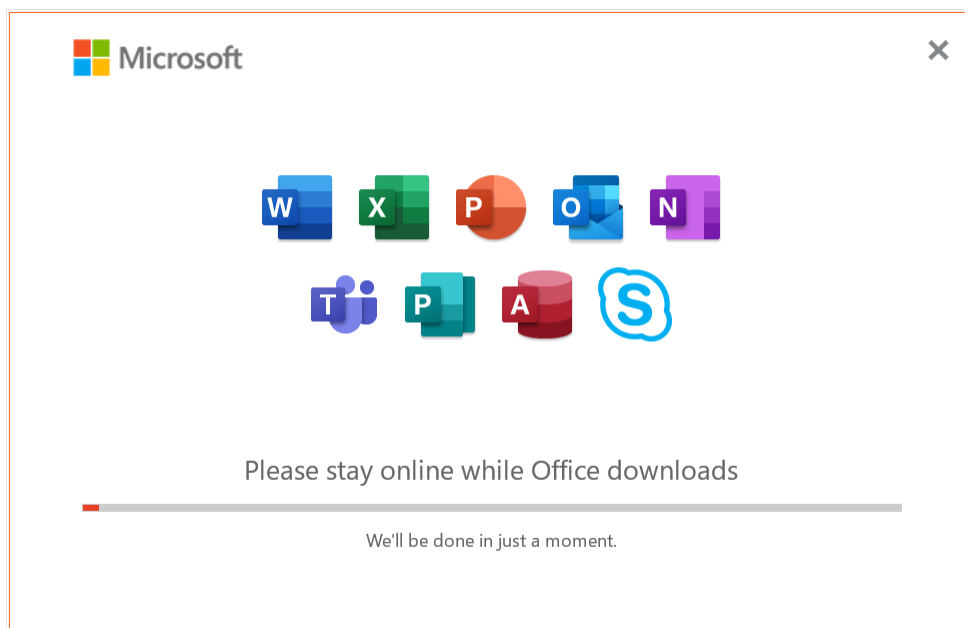 Microsoft
W X P O N
T P A S
Please stay online while Office downloads
We'll be done in just a moment.